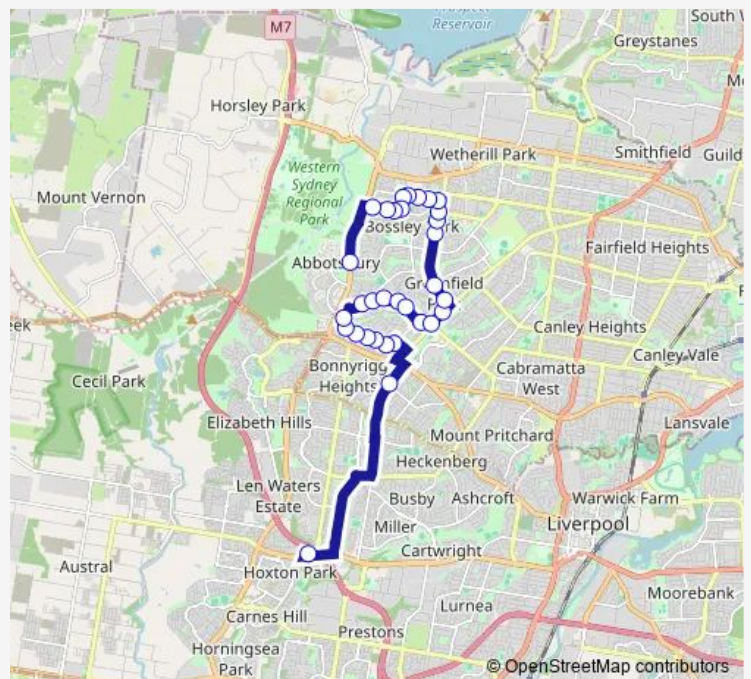 South
Prospect
Reservoir
M7
Greystanes
Horsley Park
Wetherill Park
Smithfield
Guild
Western
Sydney
Regional
Park
Mount Vernon
Bossley
Fairfield Heights
Abbotsbury
Greenfield
Canley Heights
eek
Canley Vale
Bonnyrigg
Heights
Cabramatta
West
Cecil Park
Elizabeth Hills
Lansvale
Mount Pritchard
Heckenberg
Len Waters
Estate
Busby
Ashcroft
Warwick Farm
Miller
Liverpool
Cartwright
Austral
Hoxton Park
Moorebank
Lurnea
Carnes Hill
Prestons
Horningsea
Park
© OpenStreetMap contributors